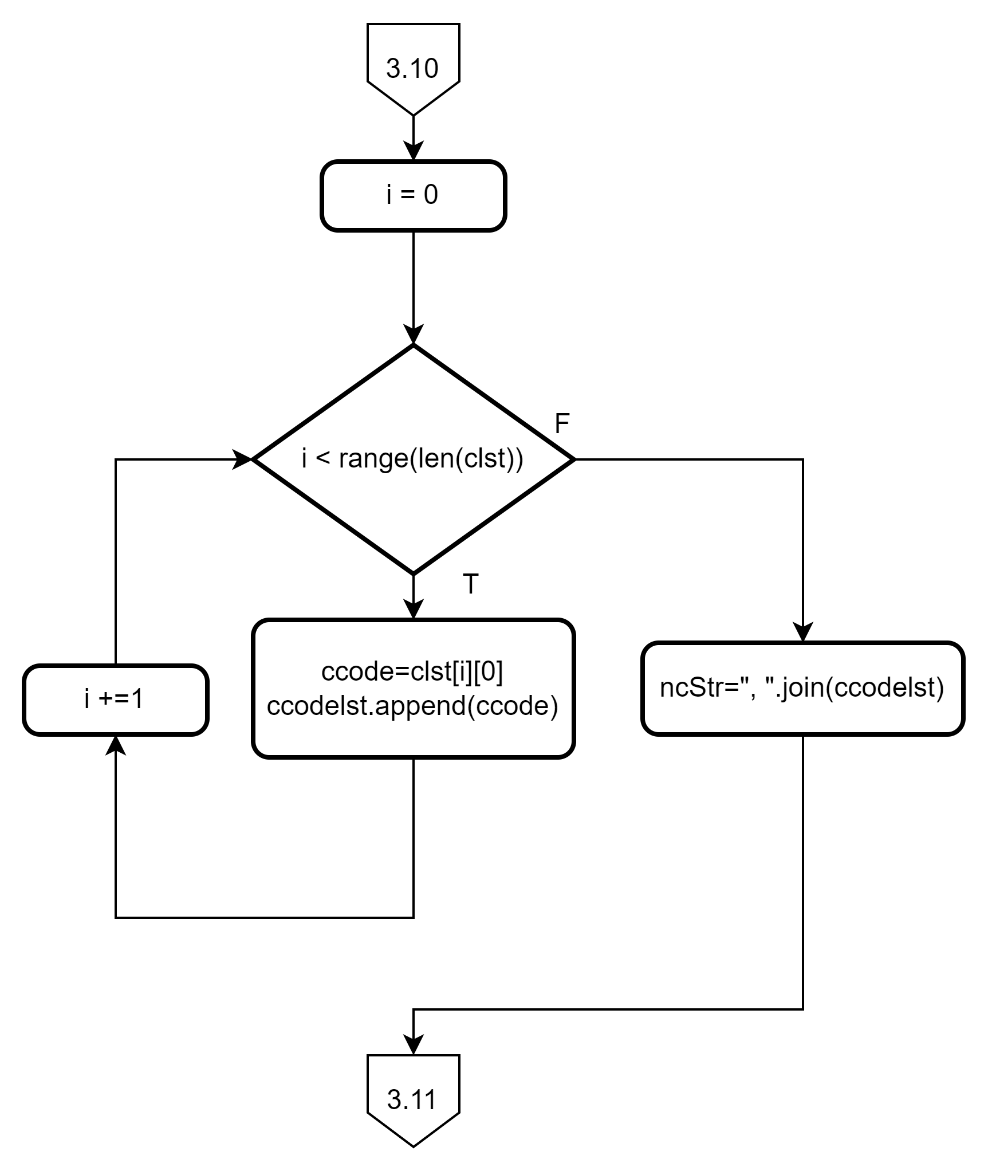 3.10
i = 0
F
i < range(len(clst))
T
ccode=clst[i][0]
ccodelst.append(ccode)
i +=1
ncStr=", ".join(ccodelst)
3.11